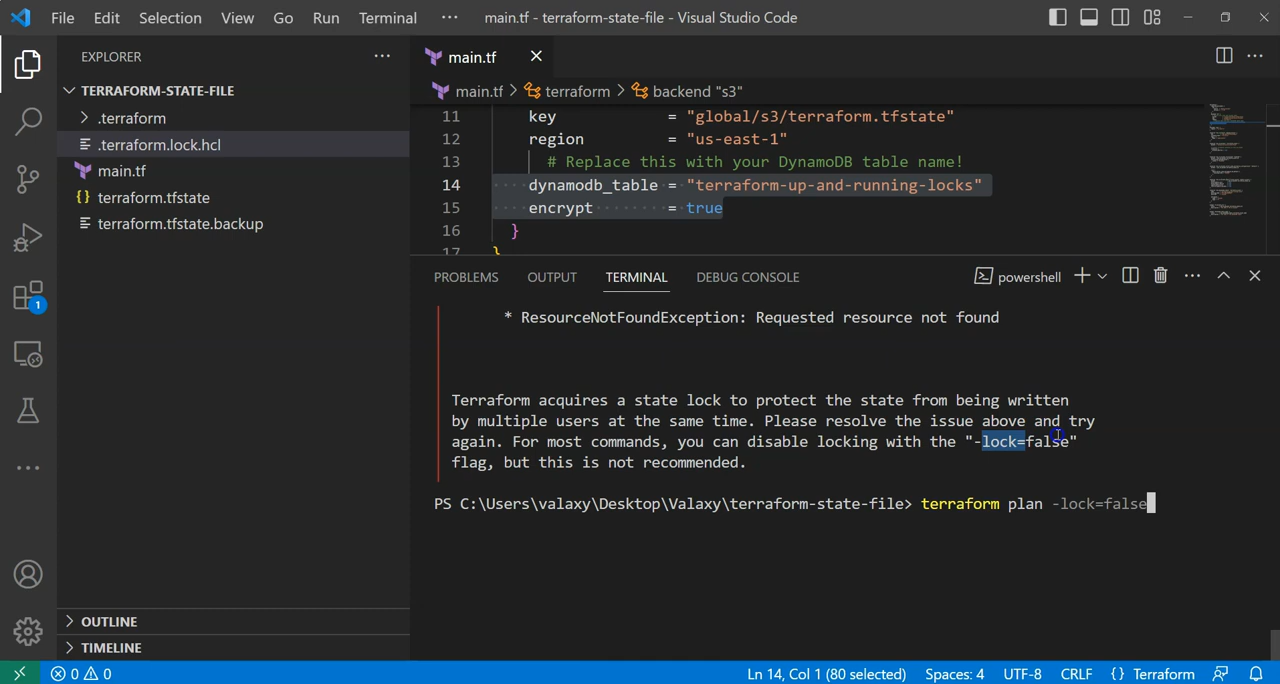 File Edit Selection View Go Run Terminal ··· main.tf - terraform-state-file - Visual Studio Code
EXPLORER ···
TERRAFORM-STATE-FILE
.terraform
.terraform.lock.hcl
main.tf
{} terraform.tfstate
terraform.tfstate.backup
OUTLINE
TIMELINE
1
main.tf
main.tf > terraform > backend "s3"
11 key = "global/s3/terraform.tfstate"
12 region = "us-east-1"
13 # Replace this with your DynamoDB table name!
14 dynamodb_table = "terraform-up-and-running-locks"
15 encrypt = true
16 }
17 }
PROBLEMS OUTPUT TERMINAL DEBUG CONSOLE powershell
* ResourceNotFoundException: Requested resource not found
Terraform acquires a state lock to protect the state from being written
by multiple users at the same time. Please resolve the issue above and try
again. For most commands, you can disable locking with the "-lock=false"
flag, but this is not recommended.
PS C:\Users\valaxy\Desktop\Valaxy\terraform-state-file> terraform plan -lock=false
0 0 Ln 14, Col 1 (80 selected) Spaces: 4 UTF-8 CRLF {} Terraform